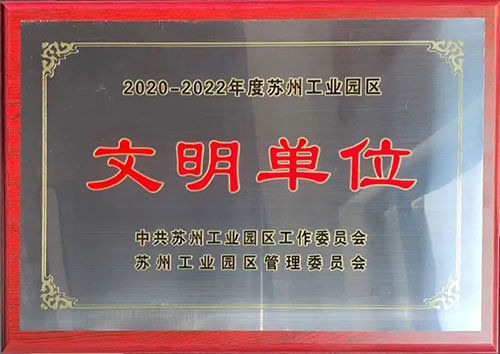 2020-2022年度苏州工业园区
文明单位
中共苏州工业园区工作委员会
苏州工业园区管理委员会